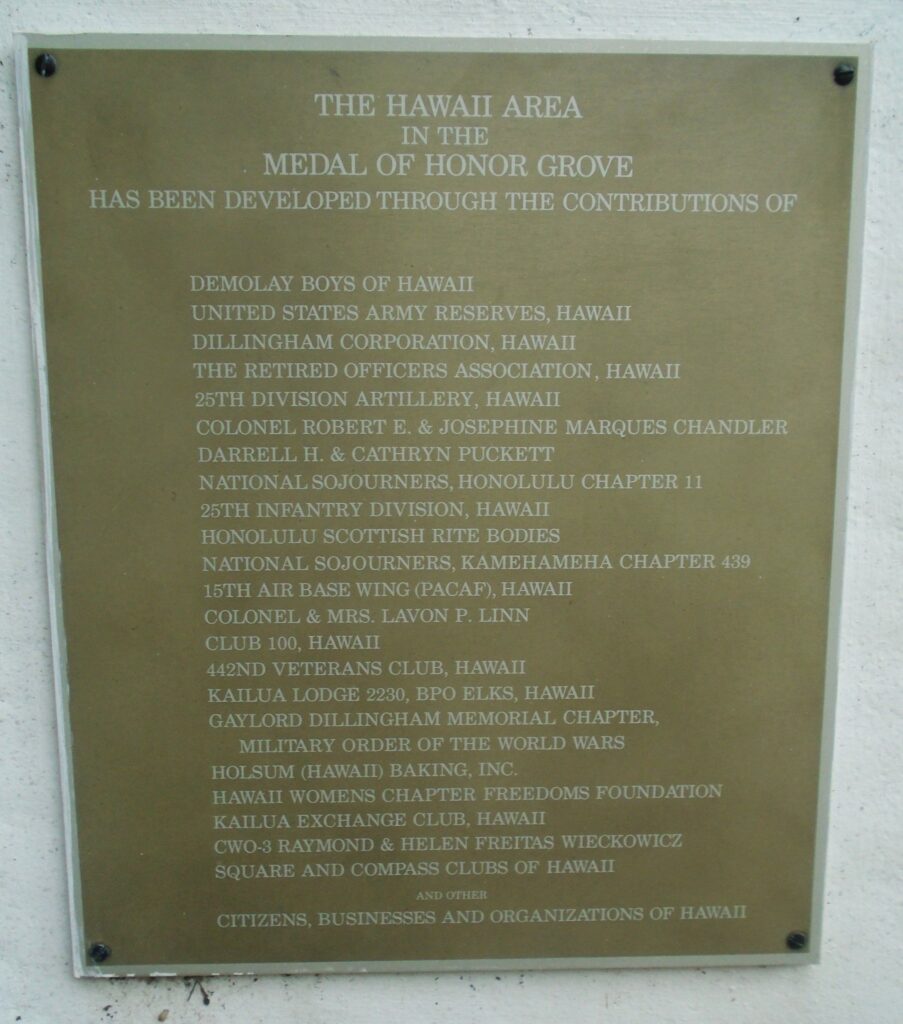 THE HAWAII AREA
IN THE
MEDAL OF HONOR GROVE
HAS BEEN DEVELOPED THROUGH THE CONTRIBUTIONS OF
DEMOLAY BOYS OF HAWAII
UNITED STATES ARMY RESERVES, HAWAII
DILLINGHAM CORPORATION, HAWAII
THE RETIRED OFFICERS ASSOCIATION, HAWAII
25TH DIVISION ARTILLERY, HAWAII
COLONEL ROBERT E. & JOSEPHINE MARQUES CHANDLER
DARRELL H. & CATHRYN PUCKETT
NATIONAL SOJOURNERS, HONOLULU CHAPTER 11
25TH INFANTRY DIVISION, HAWAII
HONOLULU SCOTTISH RITE BODIES
NATIONAL SOJOURNERS, KAMEHAMEHA CHAPTER 439
15TH AIR BASE WING (PACAF), HAWAII
COLONEL & MRS. LAVON P. LINN
CLUB 100, HAWAII
442ND VETERANS CLUB, HAWAII
KAILUA LODGE 2230, BPO ELKS, HAWAII
GAYLORD DILLINGHAM MEMORIAL CHAPTER,
MILITARY ORDER OF THE WORLD WARS
HOLSUM (HAWAII) BAKING, INC.
HAWAII WOMENS CHAPTER FREEDOMS FOUNDATION
KAILUA EXCHANGE CLUB, HAWAII
CWO-3 RAYMOND & HELEN FREITAS WIECKOWICZ
SQUARE AND COMPASS CLUBS OF HAWAII
AND OTHER
CITIZENS, BUSINESSES AND ORGANIZATIONS OF HAWAII